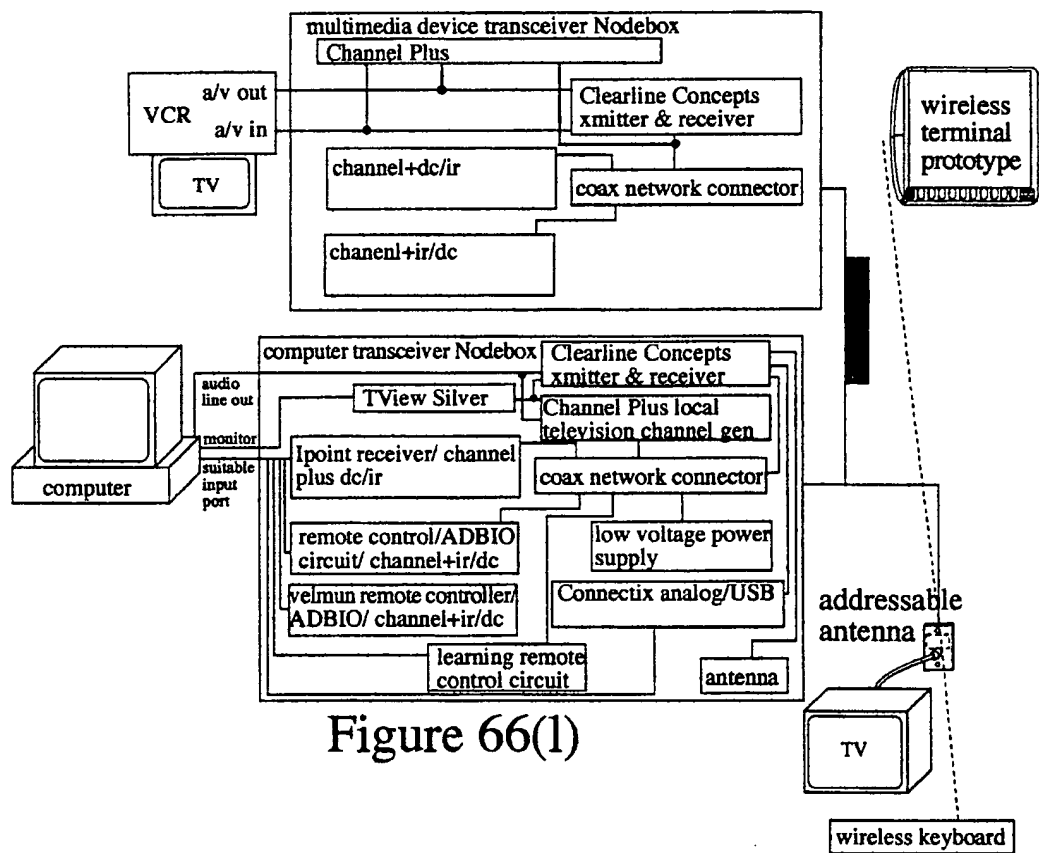 multimedia device transceiver Nodebox
Channel Plus
a/v out
VCR
a/v in
TV
Clearline Concepts
xmitter & receiver
channel+dc/ir
coax network connector
chanenl+ir/dc
wireless
terminal
prototype
computer transceiver Nodebox
Clearline Concepts
xmitter & receiver
audio
line out
TView Silver
Channel Plus local
television channel gen
monitor
Ipoint receiver/ channel
plus dc/ir
coax network connector
suitable
input
port
computer
remote control/ADBIO
circuit/ channel+ir/dc
low voltage power
supply
velmun remote controller/
ADBIO/ channel+ir/dc
Connectix analog/USB
learning remote
control circuit
antenna
addressable
antenna
TV
wireless keyboard
Figure 66(1)